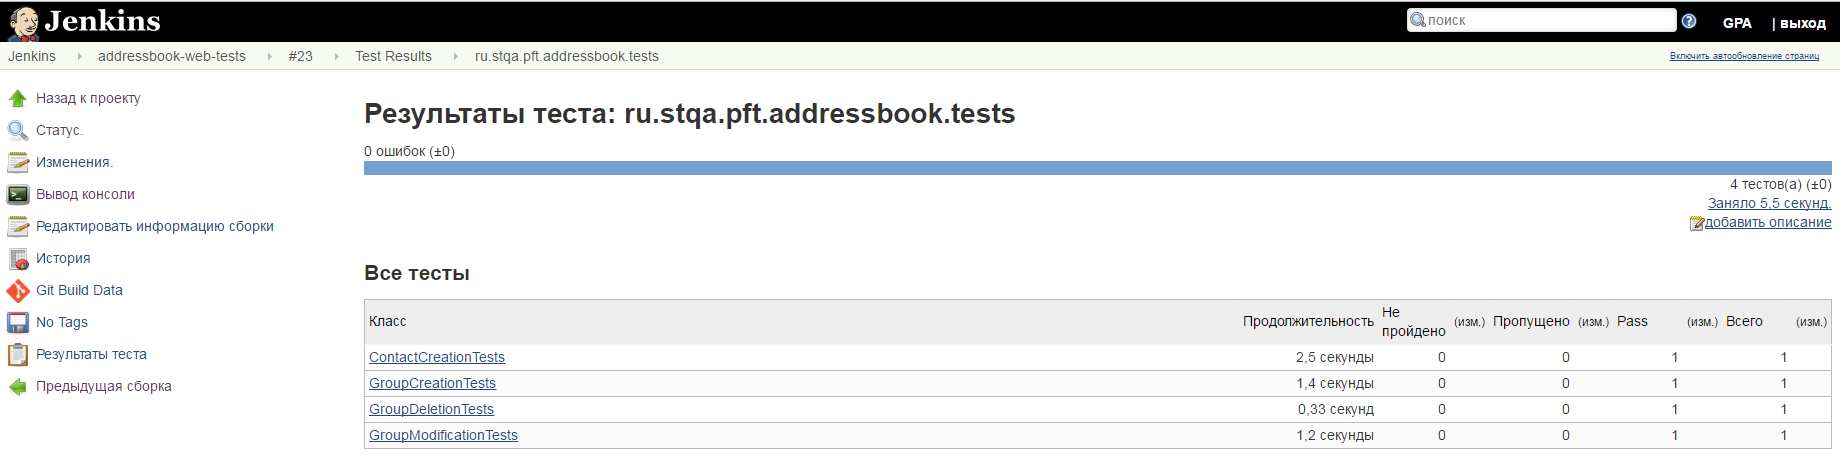 Jenkins
поиск
GPA | выход
Jenkins addressbook-web-tests #23 Test Results ru.stqa.pft.addressbook.tests
Включить автообновление страниц
Назад к проекту
Статус.
Изменения.
Вывод консоли
Редактировать информацию сборки
История
Git Build Data
No Tags
Результаты теста
Предыдущая сборка
Результаты теста: ru.stqa.pft.addressbook.tests
0 ошибок (±0)
4 тестов(а) (±0)
Заняло 5,5 секунд.
добавить описание
Все тесты
Класс Продолжительность Не пройдено (изм.) Пропущено (изм.) Pass (изм.) Всего (изм.)
ContactCreationTests 2,5 секунды 0 0 1 1
GroupCreationTests 1,4 секунды 0 0 1 1
GroupDeletionTests 0,33 секунд 0 0 1 1
GroupModificationTests 1,2 секунды 0 0 1 1